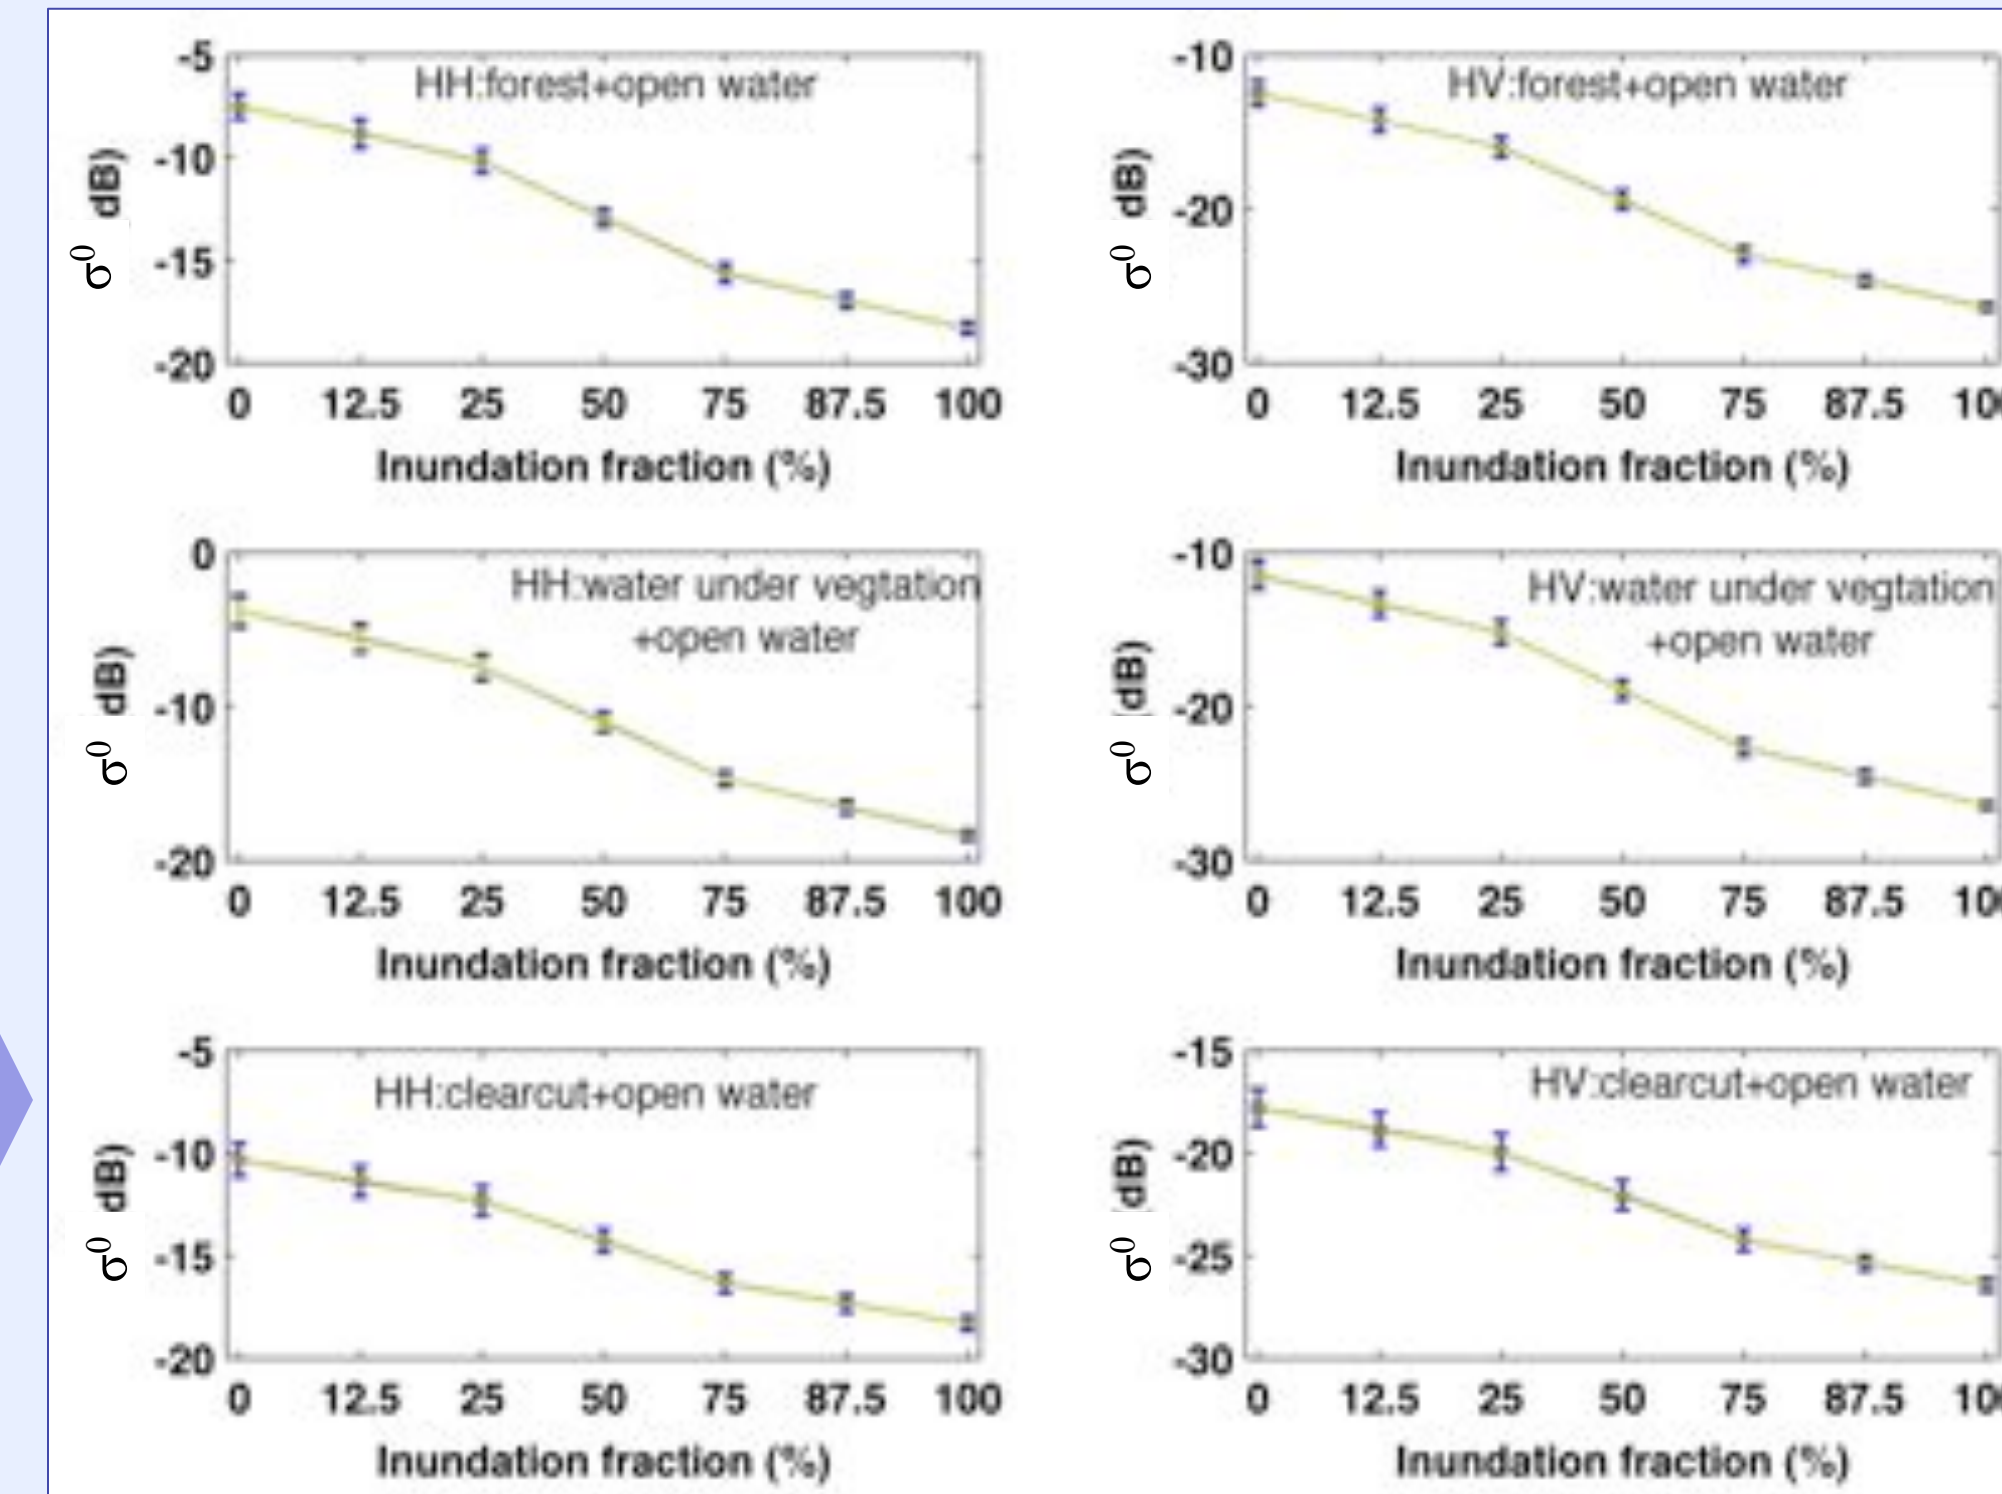 -5
HH:forest+open water
-10
-15
-20
σ⁰ dB)
0 12.5 25 50 75 87.5 100
Inundation fraction (%)
-10
HV:forest+open water
-20
-30
σ⁰ dB)
0 12.5 25 50 75 87.5 10
Inundation fraction (%)
0
HH:water under vegtation
+open water
-10
-20
σ⁰ dB)
0 12.5 25 50 75 87.5 100
Inundation fraction (%)
-10
HV:water under vegtation
+open water
-20
-30
σ⁰ dB)
0 12.5 25 50 75 87.5 10
Inundation fraction (%)
-5
HH:clearcut+open water
-10
-15
-20
σ⁰ dB)
0 12.5 25 50 75 87.5 100
Inundation fraction (%)
-15
HV:clearcut+open water
-20
-25
-30
σ⁰ dB)
0 12.5 25 50 75 87.5 10
Inundation fraction (%)